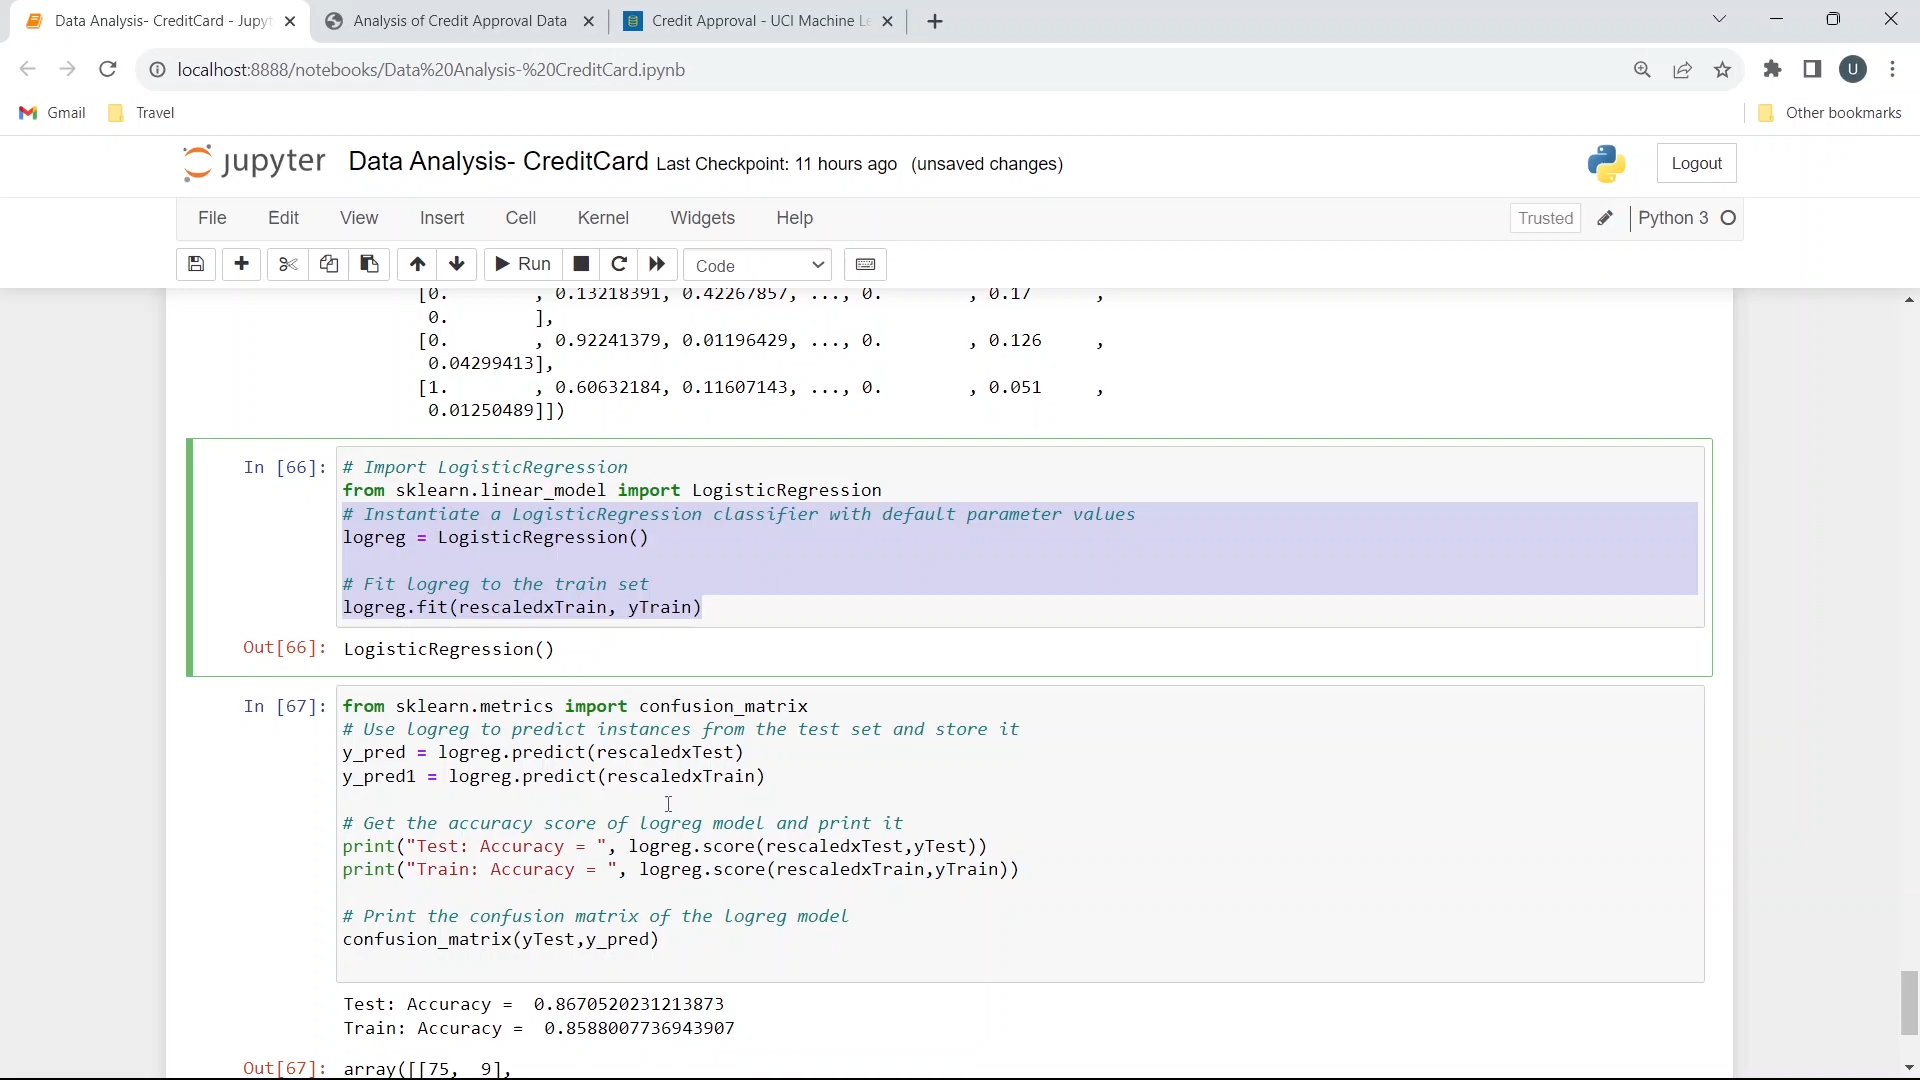 Data Analysis- CreditCard - Jupyt
Analysis of Credit Approval Data
Credit Approval - UCI Machine Le
localhost:8888/notebooks/Data%20Analysis-%20CreditCard.ipynb
U
Gmail
Travel
Other bookmarks
jupyter Data Analysis- CreditCard Last Checkpoint: 11 hours ago (unsaved changes)
Logout
File Edit View Insert Cell Kernel Widgets Help
Trusted
Python 3
Run
Code
[0. , 0.13218391, 0.42267857, ..., 0. , 0.17 ,
0. ],
[0. , 0.92241379, 0.01196429, ..., 0. , 0.126 ,
0.04299413],
[1. , 0.60632184, 0.11607143, ..., 0. , 0.051 ,
0.01250489]])
In [66]: # Import LogisticRegression
from sklearn.linear_model import LogisticRegression
# Instantiate a LogisticRegression classifier with default parameter values
logreg = LogisticRegression()
# Fit logreg to the train set
logreg.fit(rescaledxTrain, yTrain)
Out[66]: LogisticRegression()
In [67]: from sklearn.metrics import confusion_matrix
# Use logreg to predict instances from the test set and store it
y_pred = logreg.predict(rescaledxTest)
y_pred1 = logreg.predict(rescaledxTrain)
# Get the accuracy score of logreg model and print it
print("Test: Accuracy = ", logreg.score(rescaledxTest,yTest))
print("Train: Accuracy = ", logreg.score(rescaledxTrain,yTrain))
# Print the confusion matrix of the logreg model
confusion_matrix(yTest,y_pred)
Test: Accuracy = 0.8670520231213873
Train: Accuracy = 0.8588007736943907
Out[67]: array([[75, 9],